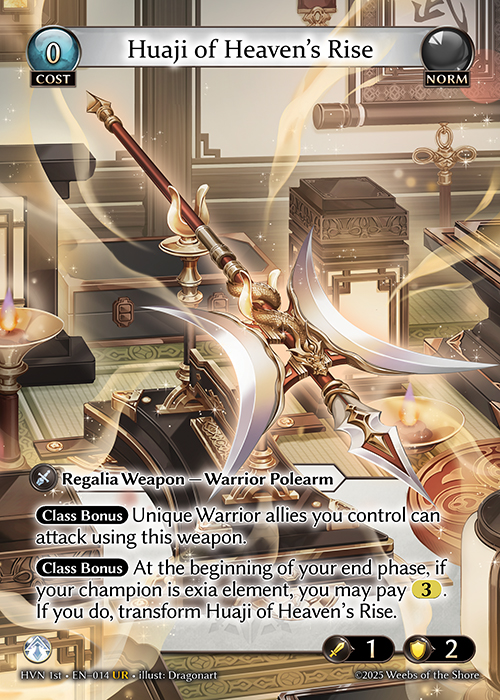 0
COST
Huaji of Heaven's Rise
NORM
Regalia Weapon — Warrior Polearm
Class Bonus Unique Warrior allies you control can
attack using this weapon.
Class Bonus At the beginning of your end phase, if
your champion is exia element, you may pay 3.
If you do, transform Huaji of Heaven's Rise.
1
2
HVN 1st • EN-014 UR • illust: Dragonart
©2025 Weebs of the Shore